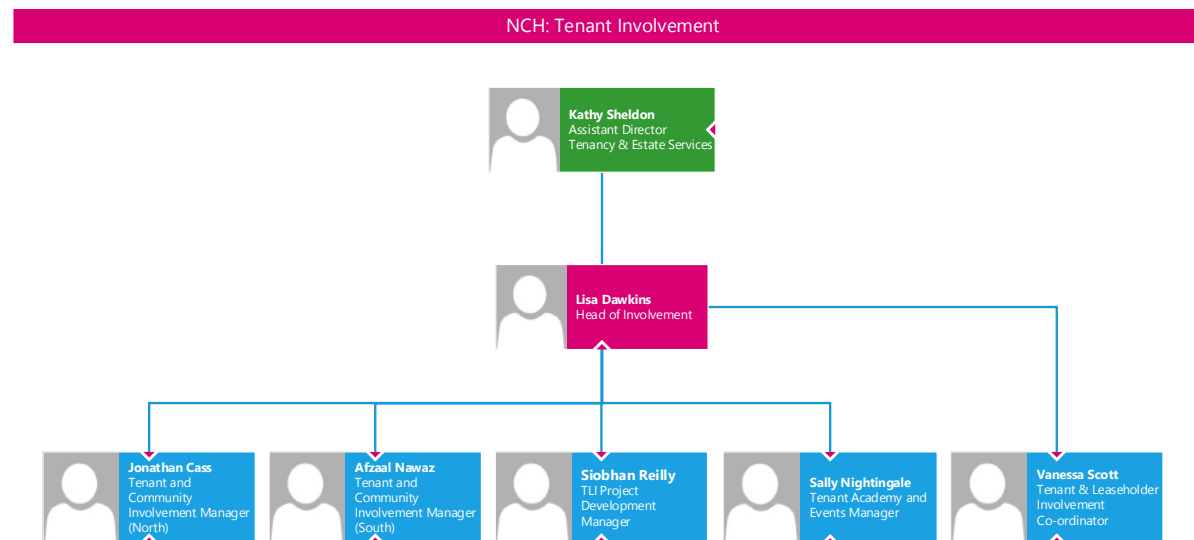 NCH: Tenant Involvement
Kathy Sheldon
Assistant Director
Tenancy & Estate Services
Lisa Dawkins
Head of Involvement
Jonathan Cass
Tenant and
Community
Involvement Manager
(North)
Afzaal Nawaz
Tenant and
Community
Involvement Manager
(South)
Siobhan Reilly
TLI Project
Development
Manager
Sally Nightingale
Tenant Academy and
Events Manager
Vanessa Scott
Tenant & Leaseholder
Involvement
Co-ordinator